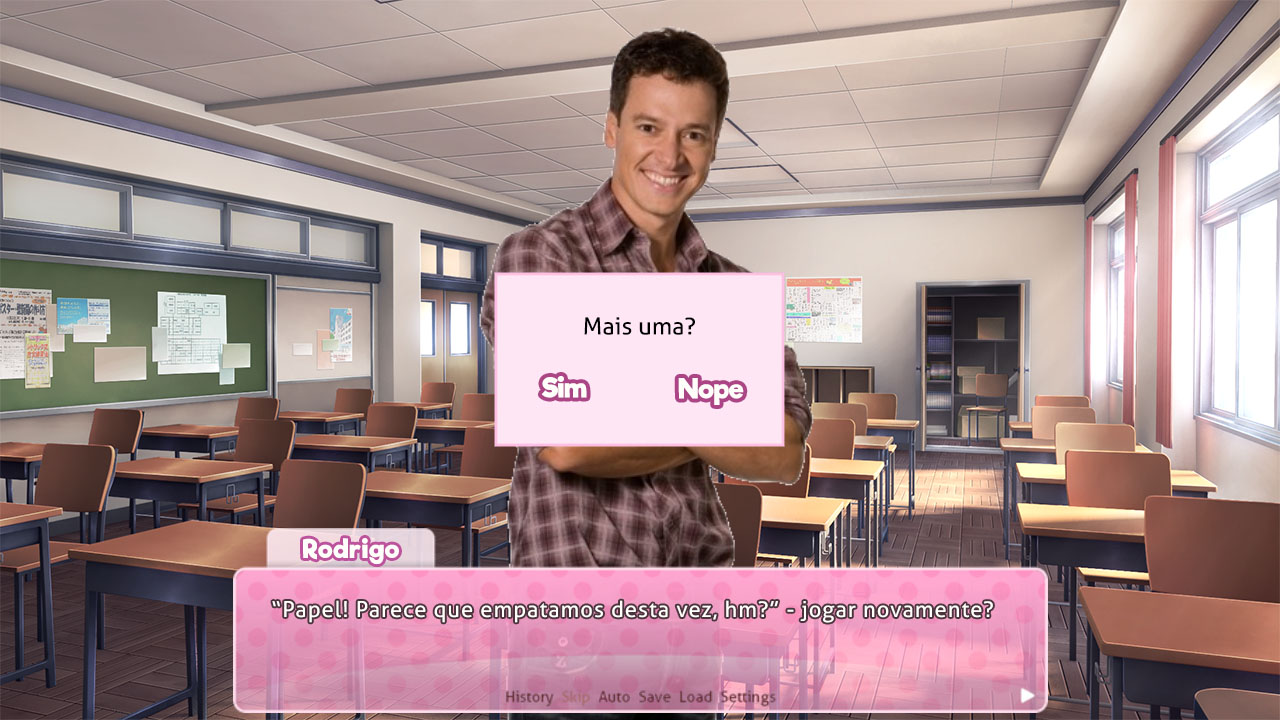 Mais uma?
Sim Nope
Rodrigo
“Papel! Parece que empatamos desta vez, hm?” - jogar novamente?
History Skip Auto Save Load Settings